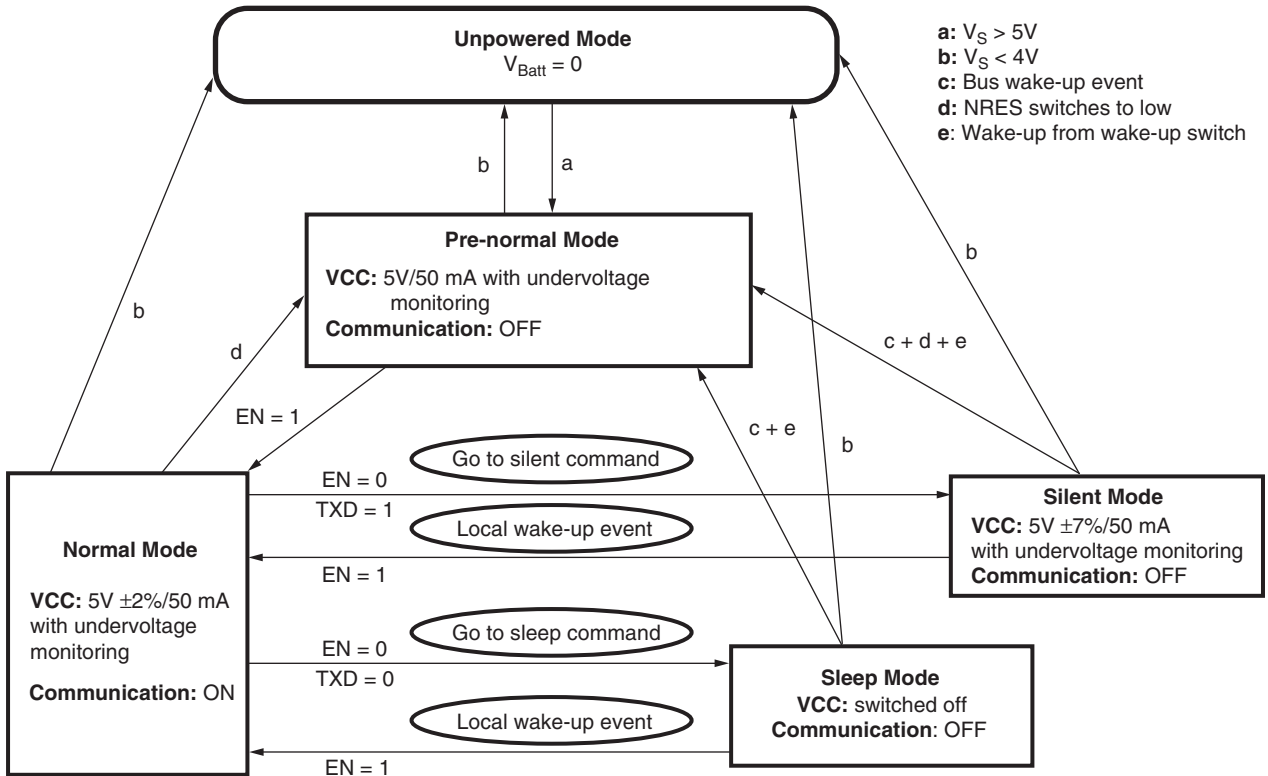 Unpowered Mode
V_Batt = 0
a: V_S > 5V
b: V_S < 4V
c: Bus wake-up event
d: NRES switches to low
e: Wake-up from wake-up switch
b
a
b
Pre-normal Mode
VCC: 5V/50 mA with undervoltage
monitoring
Communication: OFF
b
d
c + d + e
EN = 1
c + e
b
Go to silent command
EN = 0
TXD = 1
Local wake-up event
EN = 1
Silent Mode
VCC: 5V ±7%/50 mA
with undervoltage monitoring
Communication: OFF
Normal Mode
VCC: 5V ±2%/50 mA
with undervoltage
monitoring
Communication: ON
Go to sleep command
EN = 0
TXD = 0
Local wake-up event
EN = 1
Sleep Mode
VCC: switched off
Communication: OFF